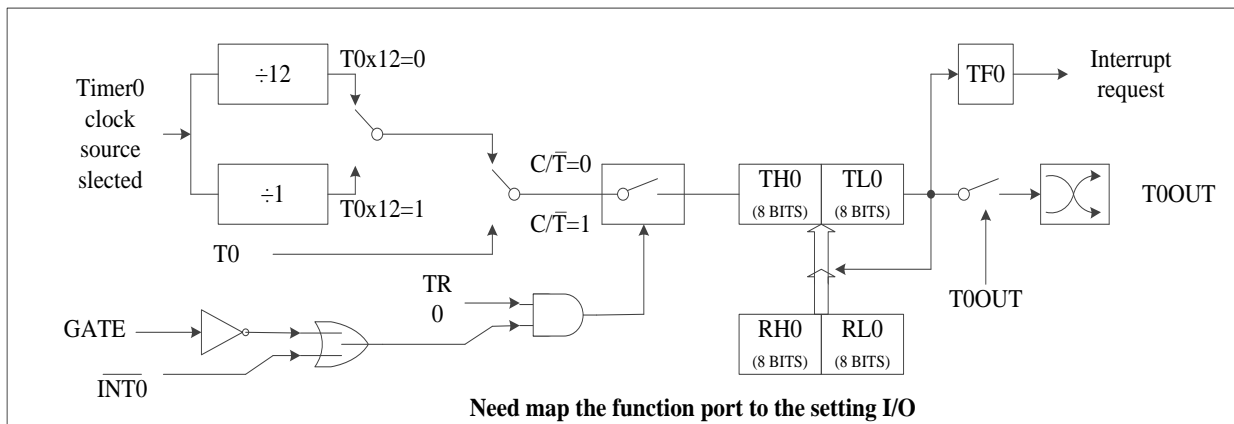 Timer0
clock
source
slected
÷12
÷1
T0x12=0
T0x12=1
T0
C/T̅=0
C/T̅=1
TR
0
GATE
I̅N̅T̅0̅
TH0
(8 BITS)
TL0
(8 BITS)
RH0
(8 BITS)
RL0
(8 BITS)
TF0
Interrupt
request
T0OUT
T0OUT
Need map the function port to the setting I/O